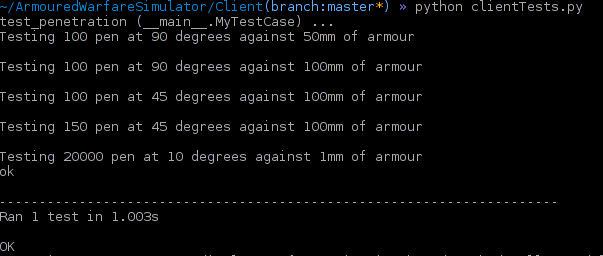 ~/ArmouredWarfareSimulator/Client(branch:master*) » python clientTests.py
test_penetration (__main__.MyTestCase) ...
Testing 100 pen at 90 degrees against 50mm of armour
Testing 100 pen at 90 degrees against 100mm of armour
Testing 100 pen at 45 degrees against 100mm of armour
Testing 150 pen at 45 degrees against 100mm of armour
Testing 20000 pen at 10 degrees against 1mm of armour
ok
----------------------------------------------------------------------
Ran 1 test in 1.003s
OK